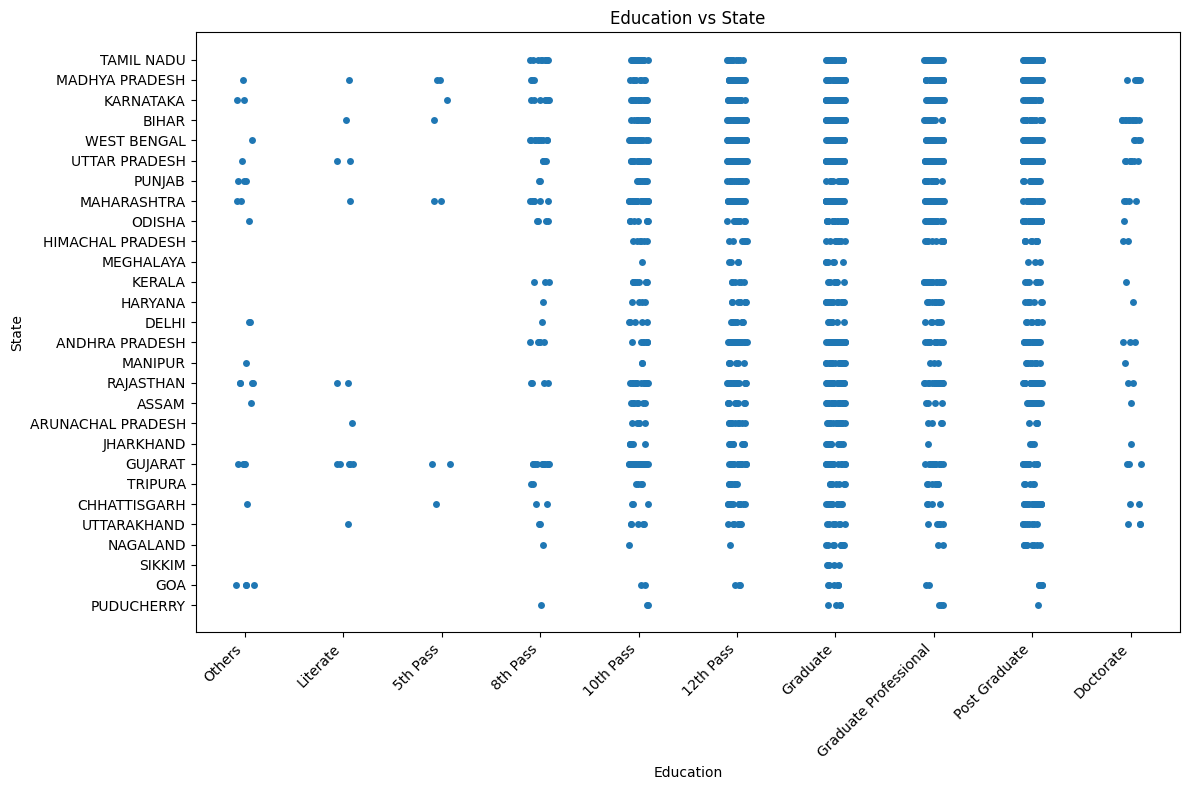 Education vs State
State
TAMIL NADU
MADHYA PRADESH
KARNATAKA
BIHAR
WEST BENGAL
UTTAR PRADESH
PUNJAB
MAHARASHTRA
ODISHA
HIMACHAL PRADESH
MEGHALAYA
KERALA
HARYANA
DELHI
ANDHRA PRADESH
MANIPUR
RAJASTHAN
ASSAM
ARUNACHAL PRADESH
JHARKHAND
GUJARAT
TRIPURA
CHHATTISGARH
UTTARAKHAND
NAGALAND
SIKKIM
GOA
PUDUCHERRY
Others
Literate
5th Pass
8th Pass
10th Pass
12th Pass
Graduate
Graduate Professional
Post Graduate
Doctorate
Education